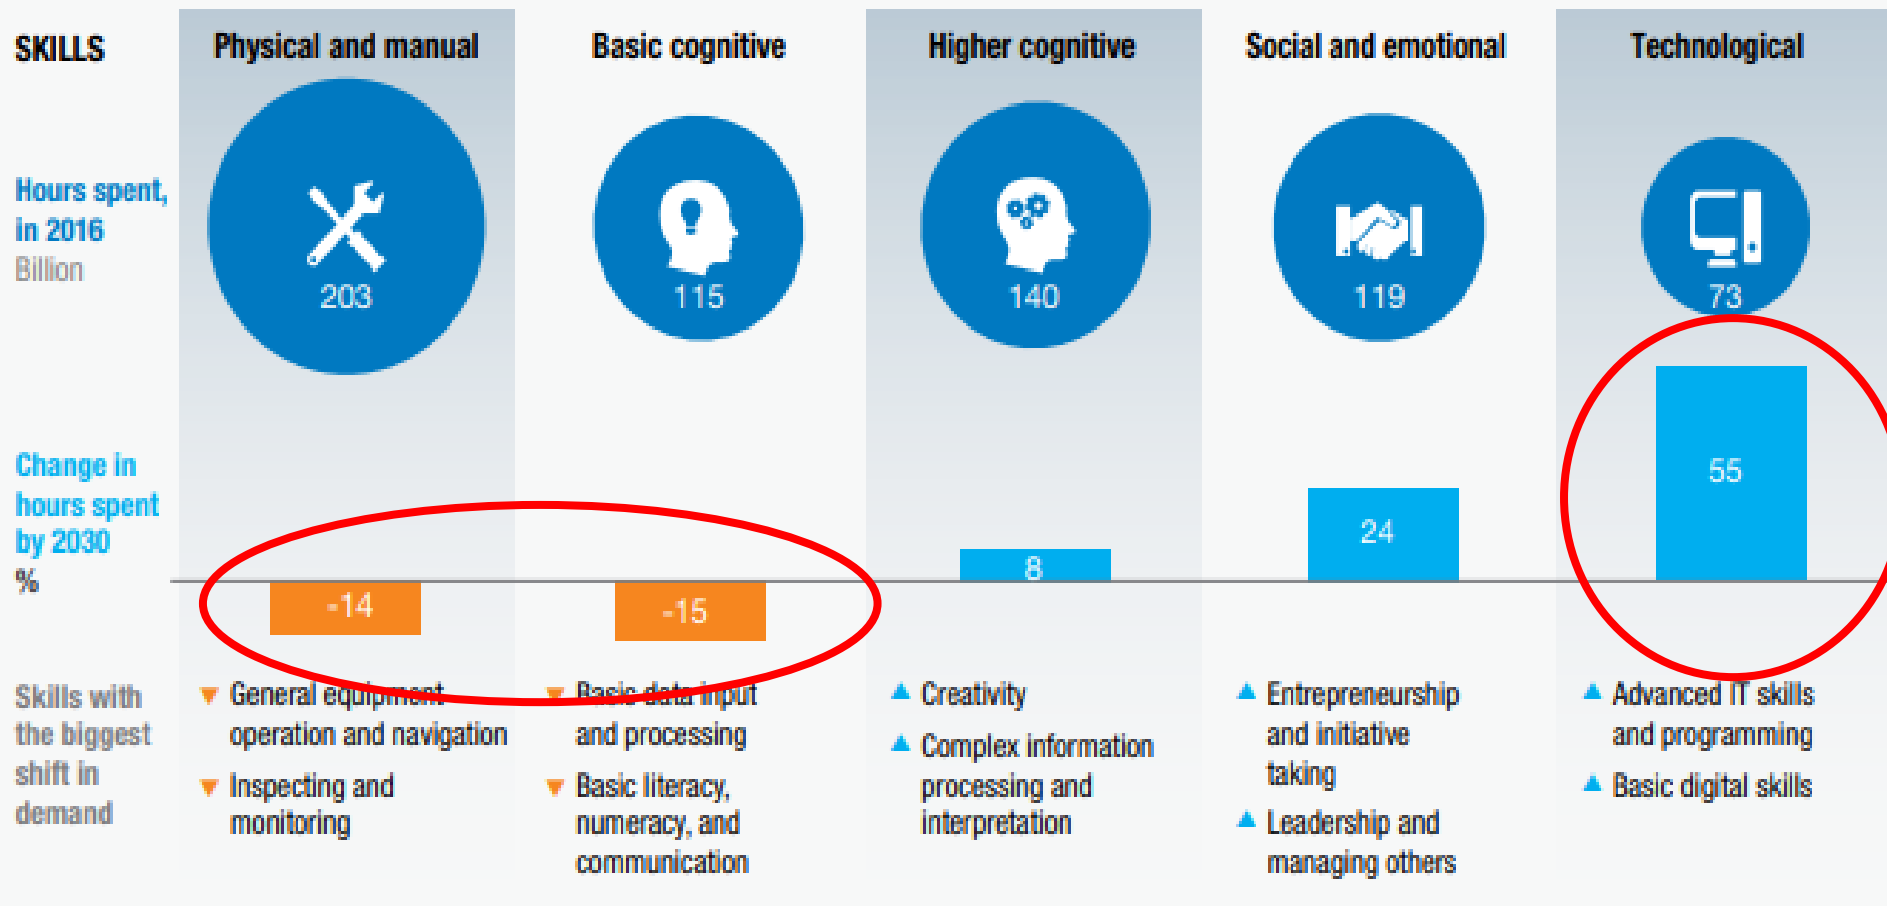 SKILLS
Physical and manual
Basic cognitive
Higher cognitive
Social and emotional
Technological
Hours spent,
in 2016
Billion
203
115
140
119
73
Change in
hours spent
by 2030
%
-14
-15
8
24
55
Skills with
the biggest
shift in
demand
General equipment
operation and navigation
Inspecting and
monitoring
Basic data input
and processing
Basic literacy,
numeracy, and
communication
Creativity
Complex information
processing and
interpretation
Entrepreneurship
and initiative
taking
Leadership and
managing others
Advanced IT skills
and programming
Basic digital skills